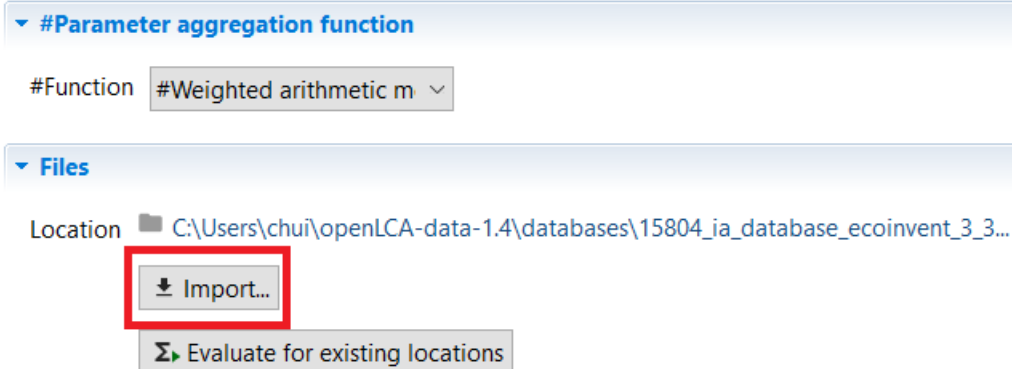 #Parameter aggregation function
#Function #Weighted arithmetic m
Files
Location C:\Users\chui\openLCA-data-1.4\databases\15804_ia_database_ecoinvent_3_3...
Import...
Evaluate for existing locations